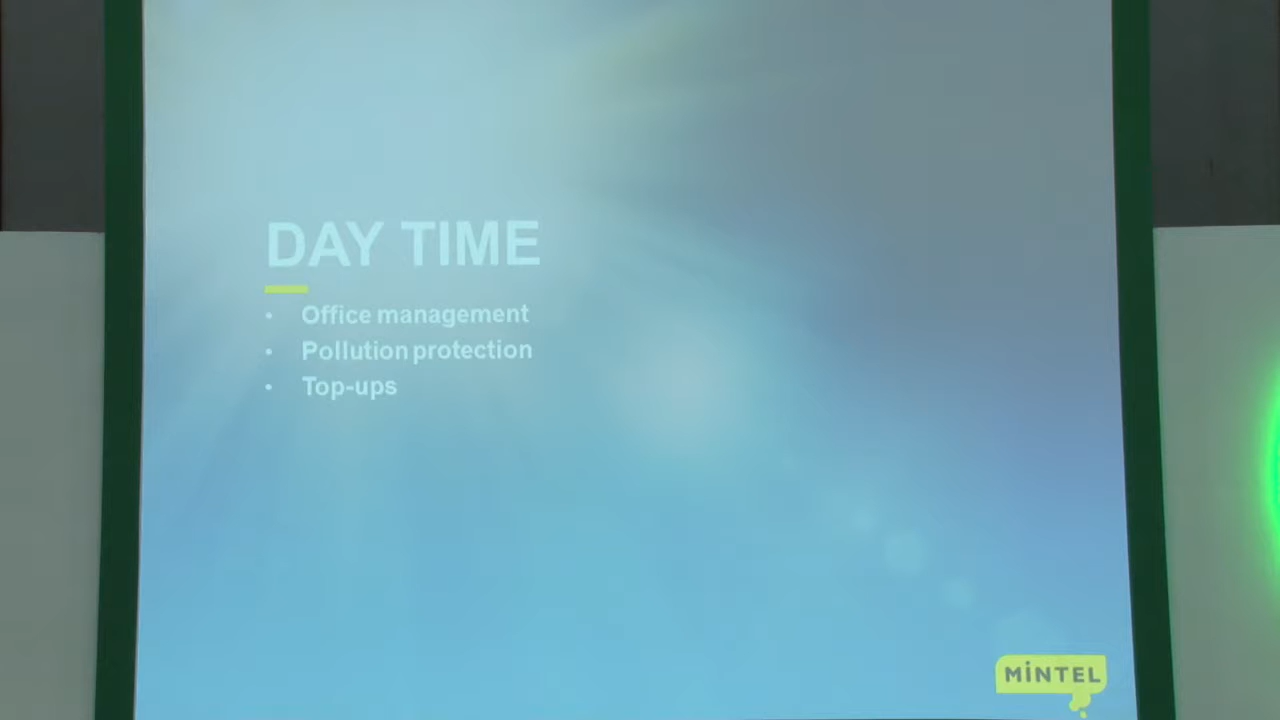 DAY TIME
• Office management
• Pollution protection
• Top-ups
MiNTEL